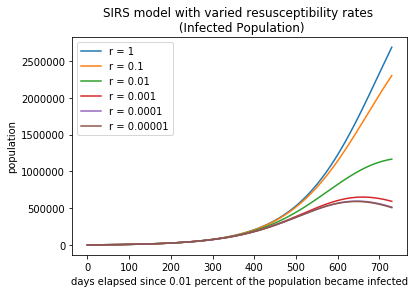 SIRS model with varied resusceptibility rates
(Infected Population)
r = 1
r = 0.1
r = 0.01
r = 0.001
r = 0.0001
r = 0.00001
2500000
2000000
1500000
1000000
500000
0
population
0 100 200 300 400 500 600 700
days elapsed since 0.01 percent of the population became infected